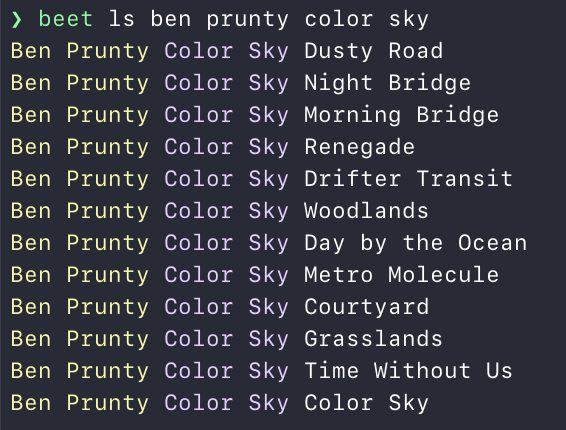 ❯ beet ls ben prunty color sky
Ben Prunty Color Sky Dusty Road
Ben Prunty Color Sky Night Bridge
Ben Prunty Color Sky Morning Bridge
Ben Prunty Color Sky Renegade
Ben Prunty Color Sky Drifter Transit
Ben Prunty Color Sky Woodlands
Ben Prunty Color Sky Day by the Ocean
Ben Prunty Color Sky Metro Molecule
Ben Prunty Color Sky Courtyard
Ben Prunty Color Sky Grasslands
Ben Prunty Color Sky Time Without Us
Ben Prunty Color Sky Color Sky